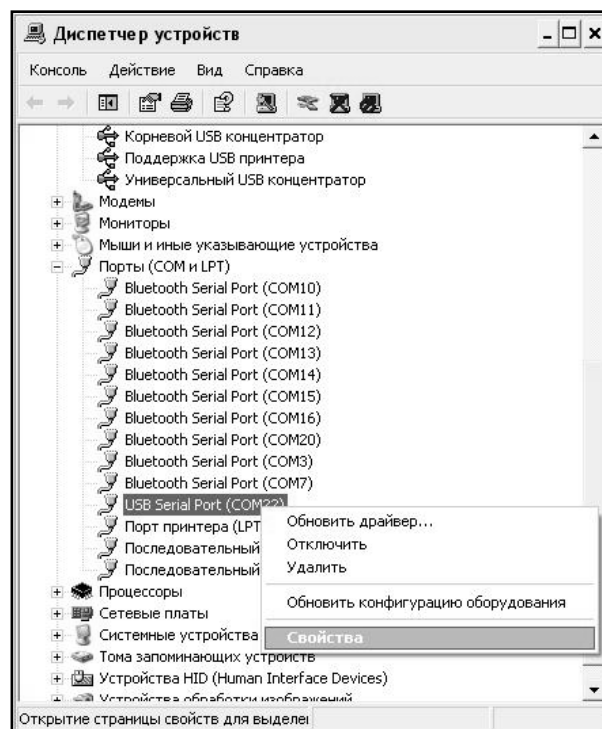 Диспетчер устройств
Консоль Действие Вид Справка
Корневой USB концентратор
Поддержка USB принтера
Универсальный USB концентратор
Модемы
Мониторы
Мыши и иные указывающие устройства
Порты (COM и LPT)
Bluetooth Serial Port (COM10)
Bluetooth Serial Port (COM11)
Bluetooth Serial Port (COM12)
Bluetooth Serial Port (COM13)
Bluetooth Serial Port (COM14)
Bluetooth Serial Port (COM15)
Bluetooth Serial Port (COM16)
Bluetooth Serial Port (COM20)
Bluetooth Serial Port (COM3)
Bluetooth Serial Port (COM7)
USB Serial Port (COM22)
Порт принтера (LPT
Последовательный
Последовательный
Процессоры
Сетевые платы
Системные устройства
Тома запоминающих устройств
Устройства HID (Human Interface Devices)
Устройства обработки изображений
Обновить драйвер...
Отключить
Удалить
Обновить конфигурацию оборудования
Свойства
Открытие страницы свойств для выделен